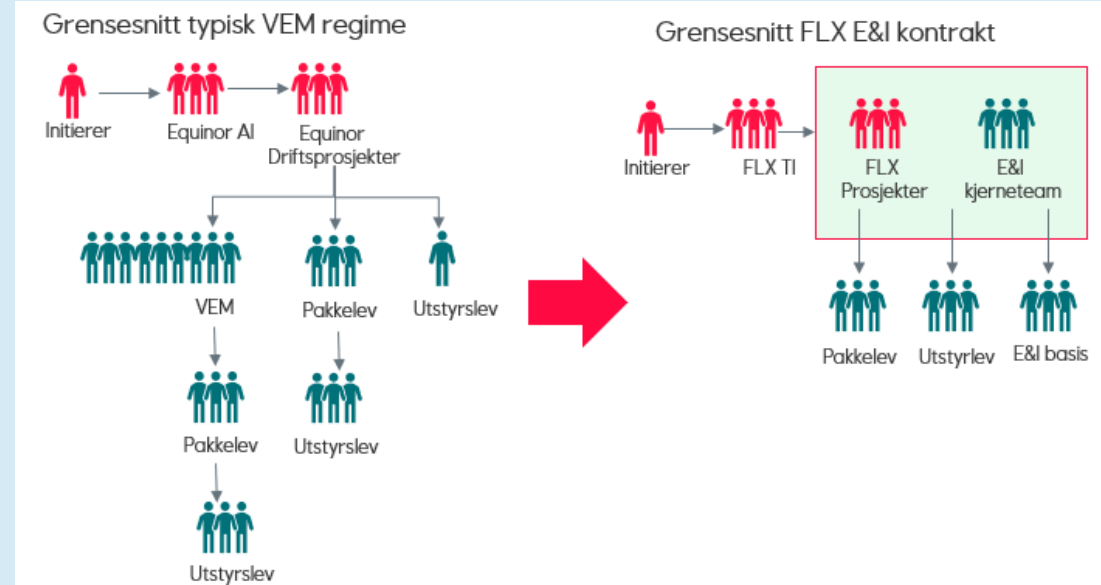 Grensesnitt typisk VEM regime
Initierer
Equinor AI
Equinor
Driftsprosjekter
VEM
Pakkelev
Utstyrslev
Pakkelev
Utstyrslev
Utstyrslev
Grensesnitt FLX E&I kontrakt
Initierer
FLX TI
FLX
Prosjekter
E&I
kjerneteam
Pakkelev
Utstyrlev
E&I basis